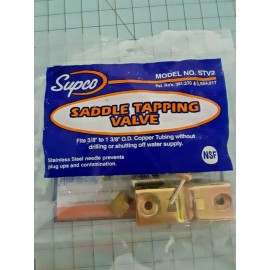 Supco
MODEL NO. STV2
SADDLE TAPPING
VALVE
Fits 3/8" to 1 3/8" O.D. Copper Tubing without
drilling or shutting off water supply.
Stainless Steel needle prevents
plug ups and contamination.
NSF